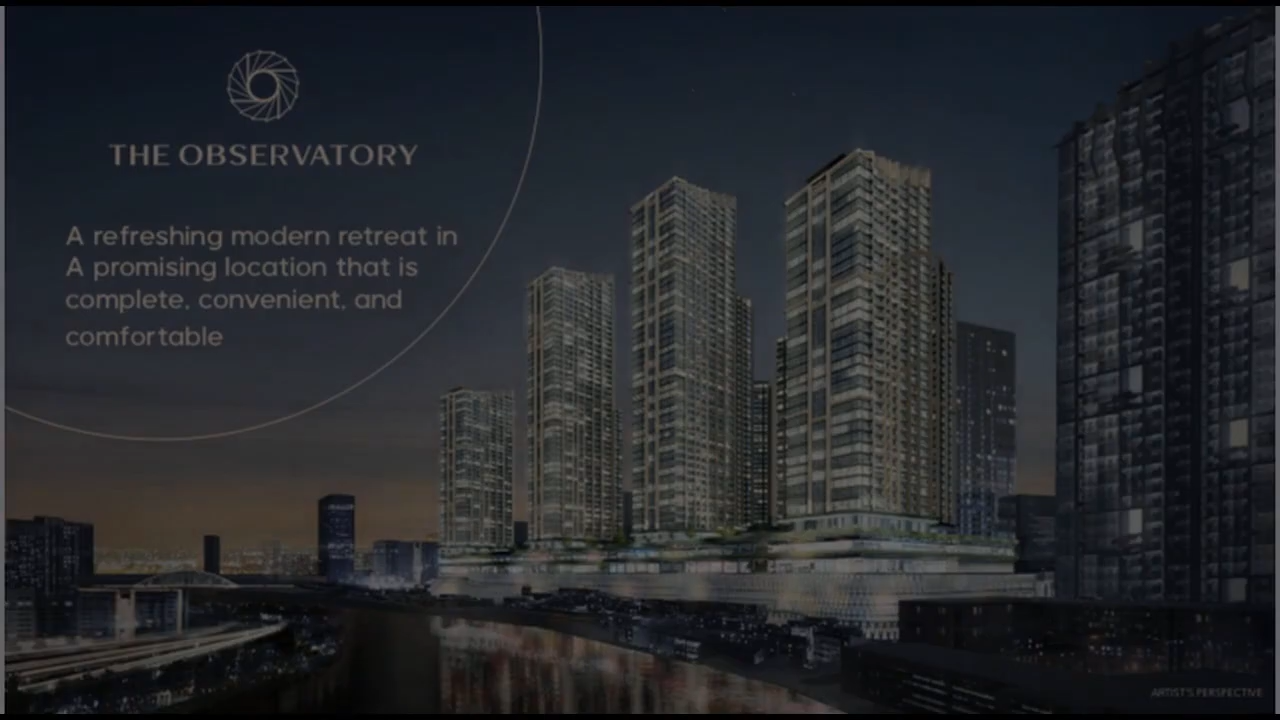 THE OBSERVATORY
A refreshing modern retreat in
A promising location that is
complete, convenient, and
comfortable
ARTIST'S PERSPECTIVE